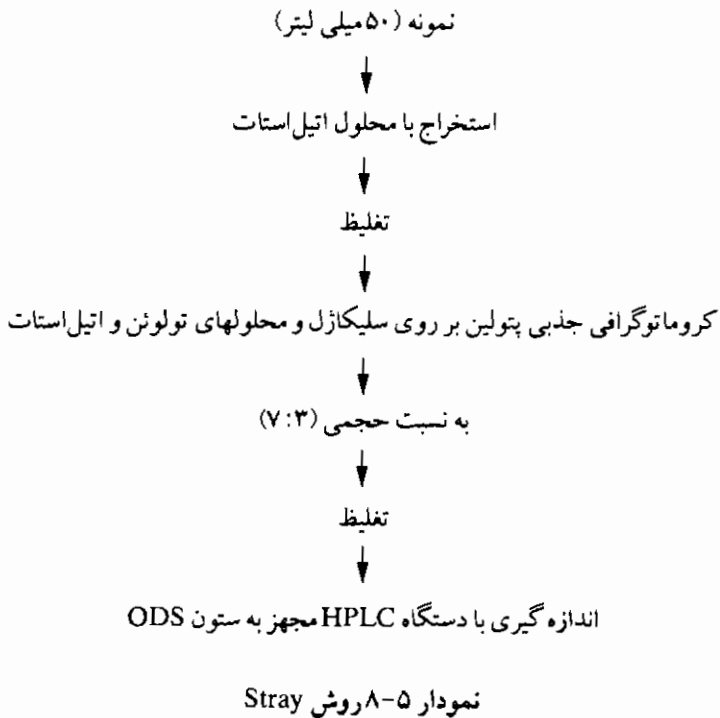 نمونه (۵۰ میلی لیتر)
استخراج با محلول اتیل‌استات
تغلیظ
کروماتوگرافی جذبی پتولین بر روی سلیکاژل و محلولهای تولوئن و اتیل‌استات
به نسبت حجمی (۷:۳)
تغلیظ
اندازه گیری با دستگاه HPLC مجهز به ستون ODS
نمودار ۵-۸ روش Stray